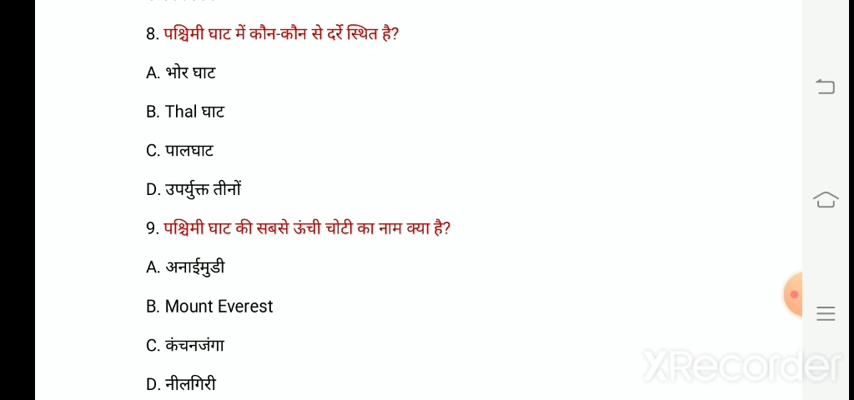 8. पश्चिमी घाट में कौन-कौन से दर्रे स्थित है?
A. भोर घाट
B. Thal घाट
C. पालघाट
D. उपर्युक्त तीनों
9. पश्चिमी घाट की सबसे ऊंची चोटी का नाम क्या है?
A. अनाईमुडी
B. Mount Everest
C. कंचनजंगा
D. नीलगिरी
XRecorder